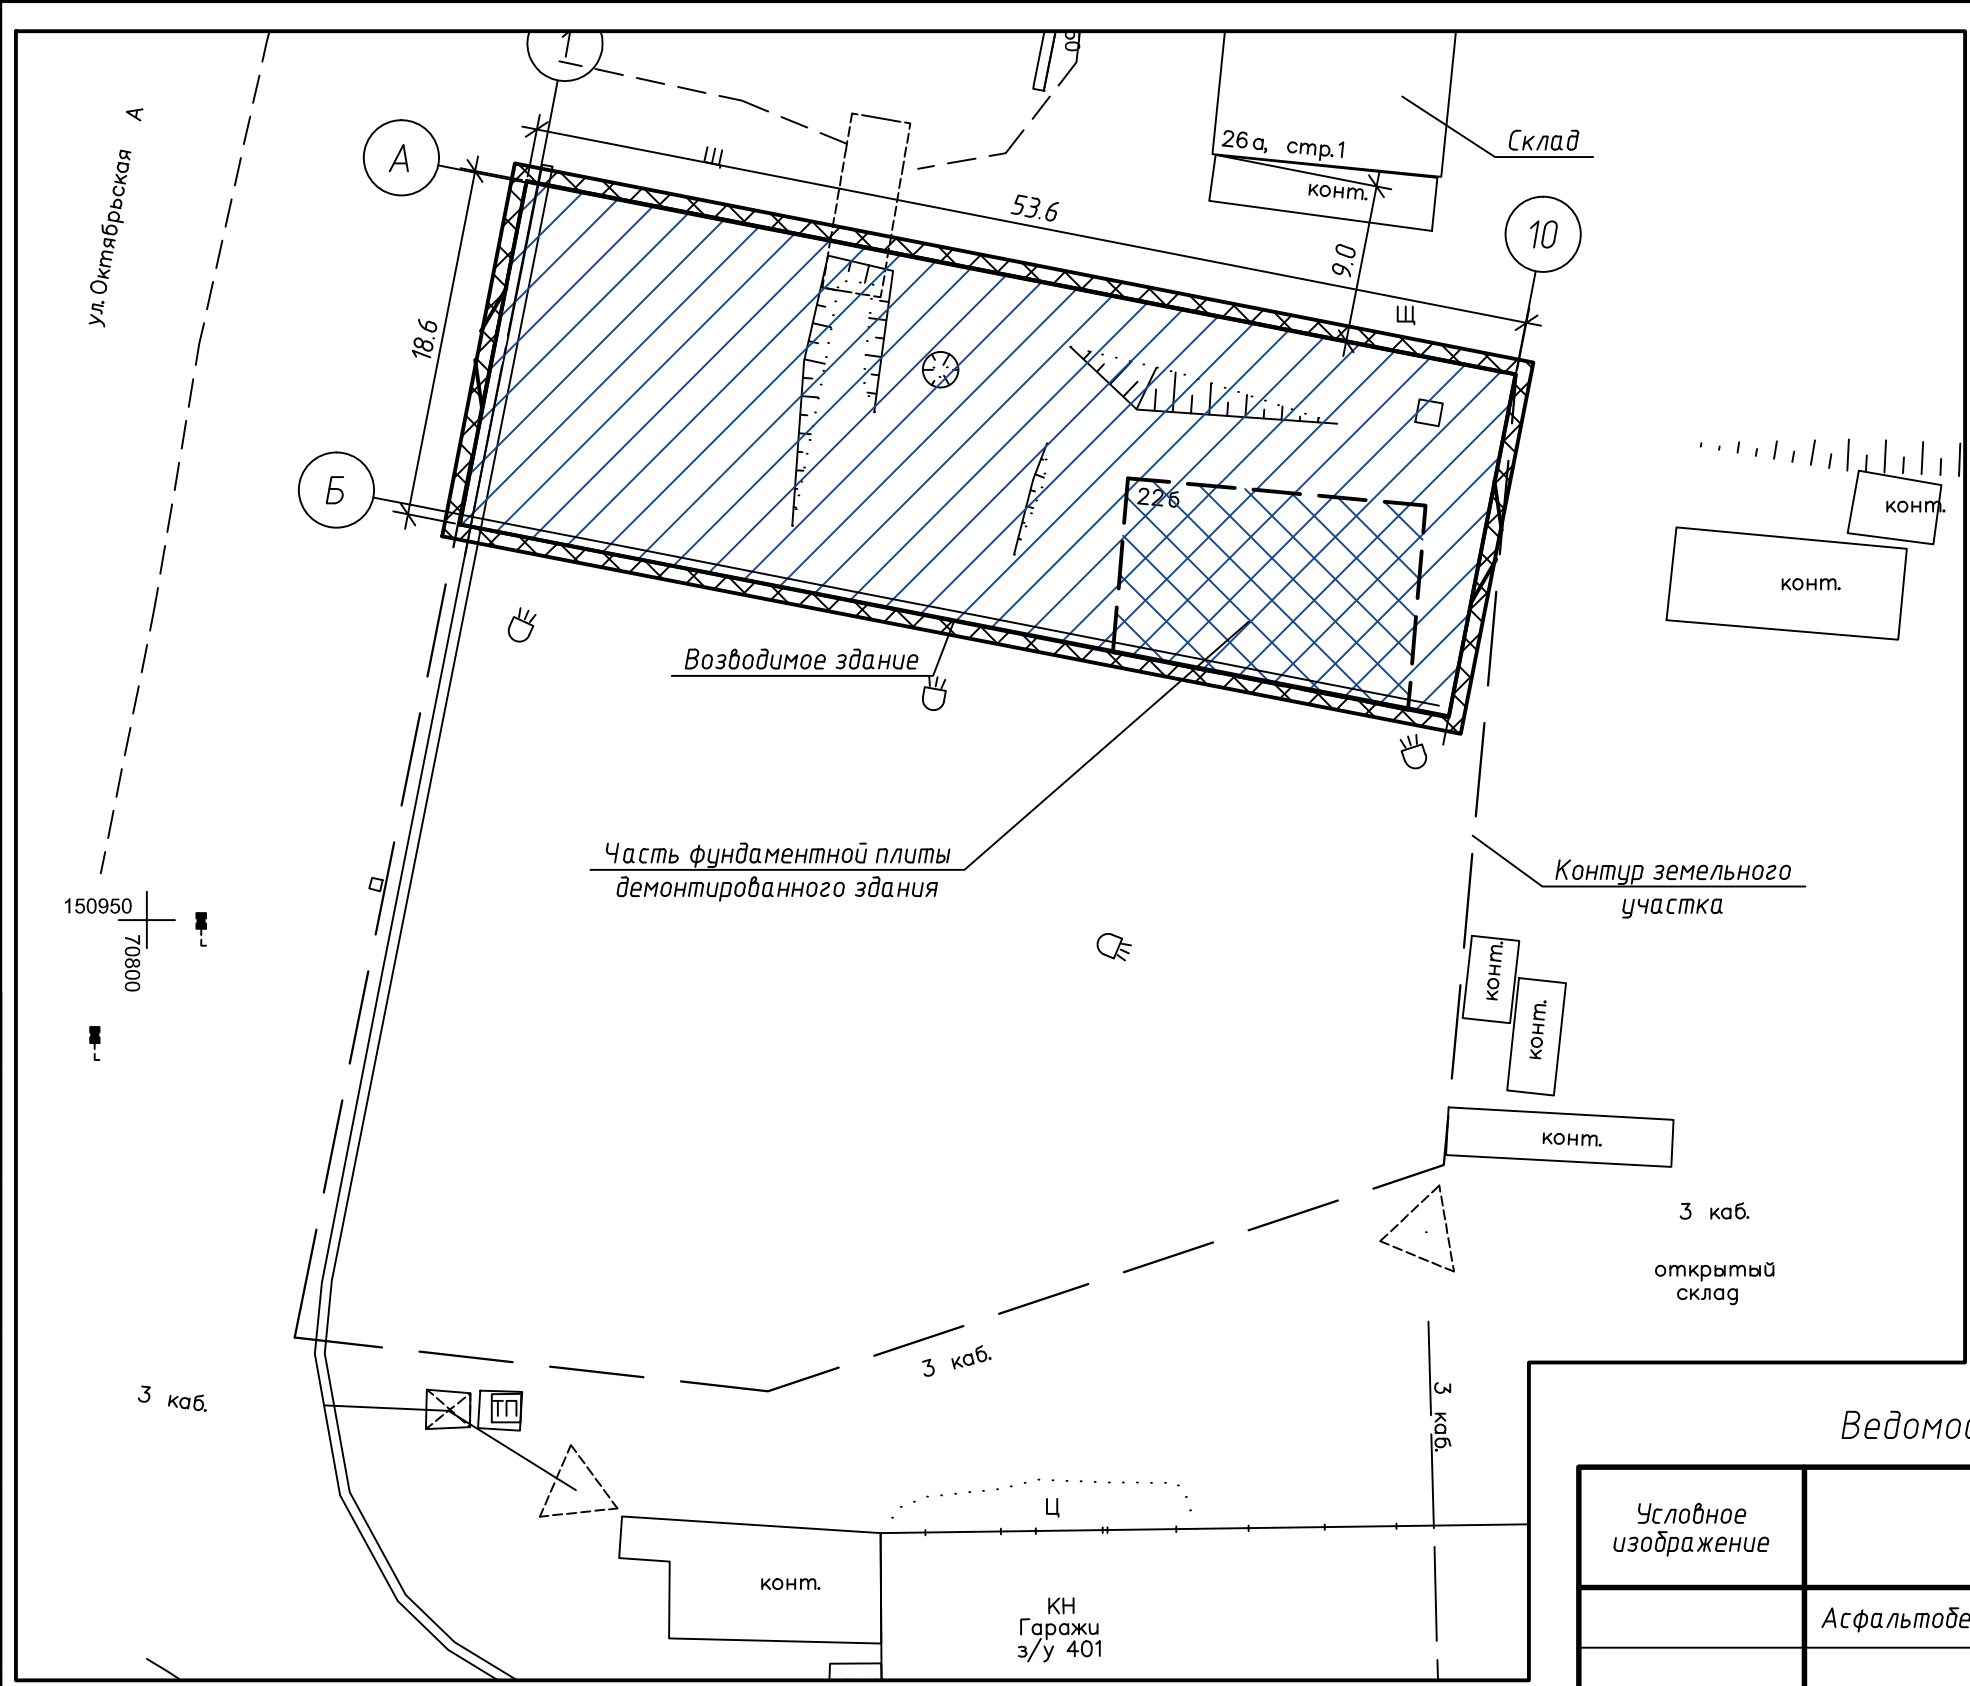 1
А
ул. Октябрьская
А
Щ
26а, стр.1
Склад
конт.
53.6
10
9.0
18.6
Щ
Б
22б
конт.
конт.
Возводимое здание
Часть фундаментной плиты
демонтированного здания
Контур земельного
участка
150950
70800
конт.
конт.
конт.
3 каб.
открытый
склад
3 каб.
3 каб.
3 каб.
ТП
Ц
конт.
КН
Гаражи
з/у 401
Условное
изображение